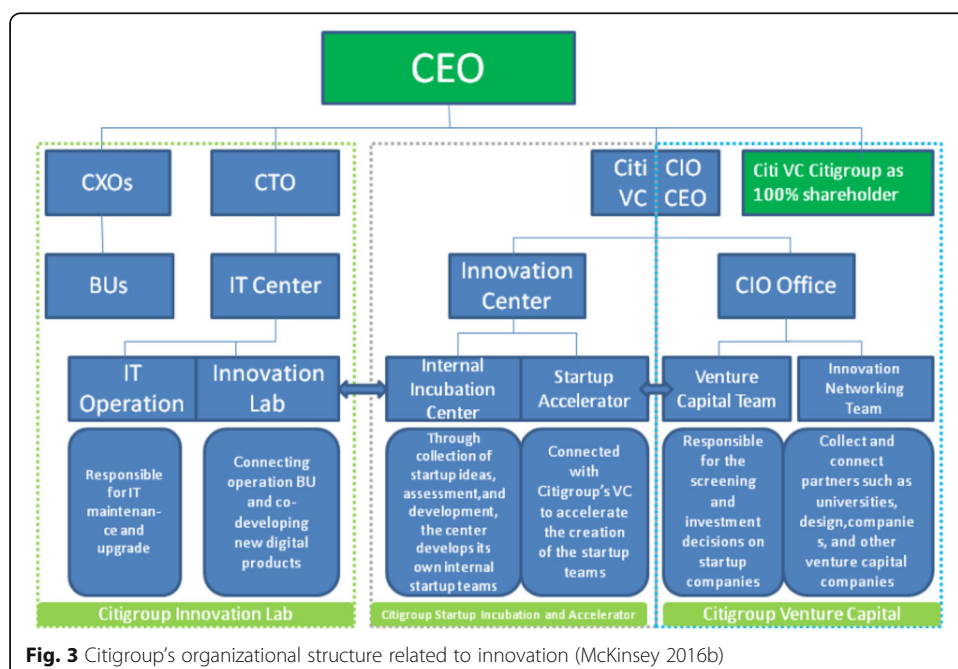 CEO
CXOs
CTO
Citi
VC
CIO
CEO
Citi VC Citigroup as
100% shareholder
BUs
IT Center
Innovation
Center
CIO Office
IT
Operation
Innovation
Lab
Internal
Incubation
Center
Startup
Accelerator
Venture
Capital Team
Innovation
Networking
Team
Responsible
for IT
maintenan-
ce and
upgrade
Connecting
operation BU
and co-
developing
new digital
products
Through
collection of
startup ideas,
assessment,and
development,
the center
develops its
own internal
startup teams
Connected
with
Citigroup's VC
to accelerate
the creation
of the startup
teams
Responsible
for the
screening
and
investment
decisions on
startup
companies
Collect and
connect
partners such as
universities,
design,companie
s, and other
venture capital
companies
Citigroup Innovation Lab
Citigroup Startup Incubation and Accelerator
Citigroup Venture Capital
Fig. 3 Citigroup's organizational structure related to innovation (McKinsey 2016b)